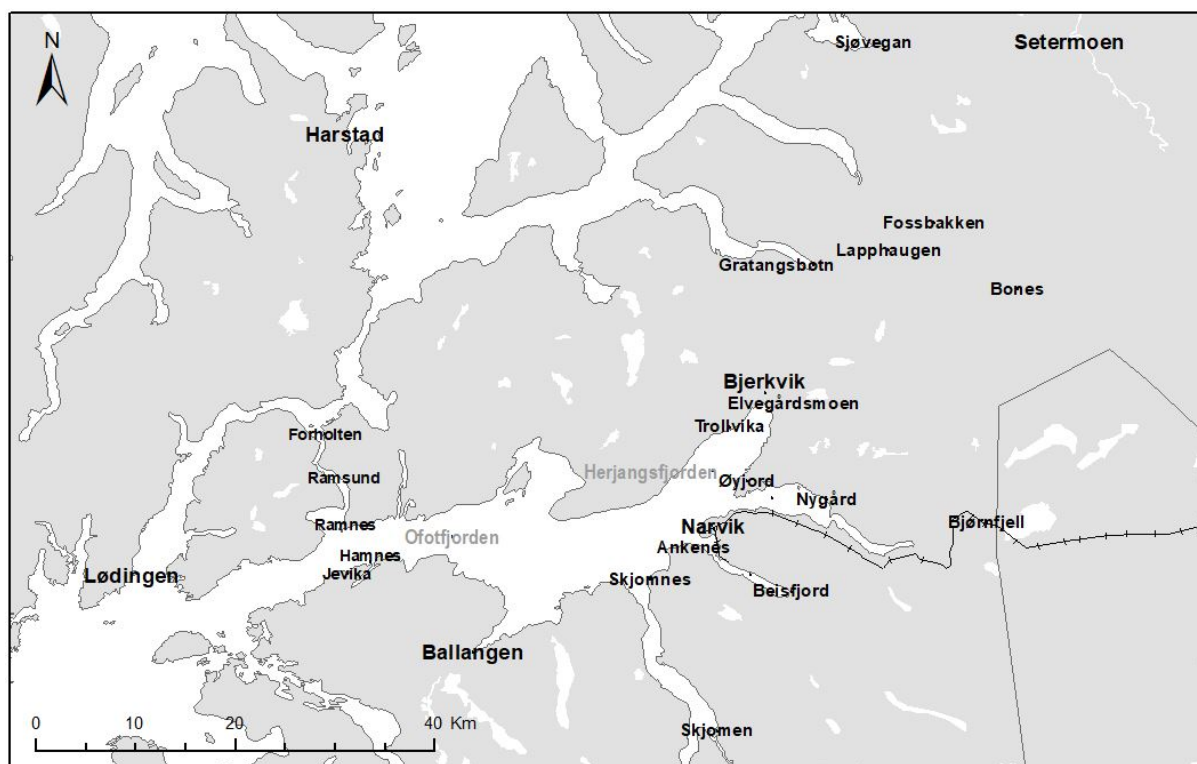 Sjøvegan
Setermoen
N
Harstad
Fossbakken
Lapphaugen
Gratangsbotn
Bones
Bjerkvik
Elvegårdsmoen
Trollvika
Forholten
Herjangsfjorden
Ramsund
Øyjord
Nygård
Ramnes
Narvik
Bjørnfjell
Ofotfjorden
Ankenes
Hamnes
Jevika
Lødingen
Skjomnes
Beisfjord
Ballangen
0 10 20 40 Km
Skjomen